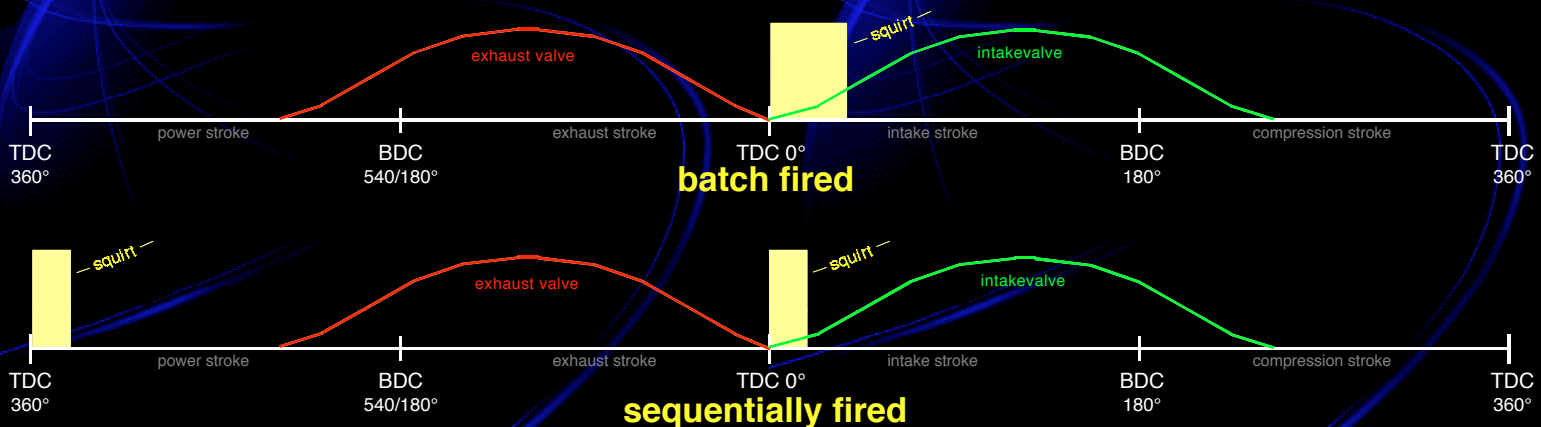 — squirt —
exhaust valve
intakevalve
power stroke exhaust stroke intake stroke compression stroke
TDC BDC TDC 0° BDC TDC
360° 540/180° 180° 360°
batch fired
— squirt — — squirt —
exhaust valve intakevalve
power stroke exhaust stroke intake stroke compression stroke
TDC BDC TDC 0° BDC TDC
360° 540/180° 180° 360°
sequentially fired